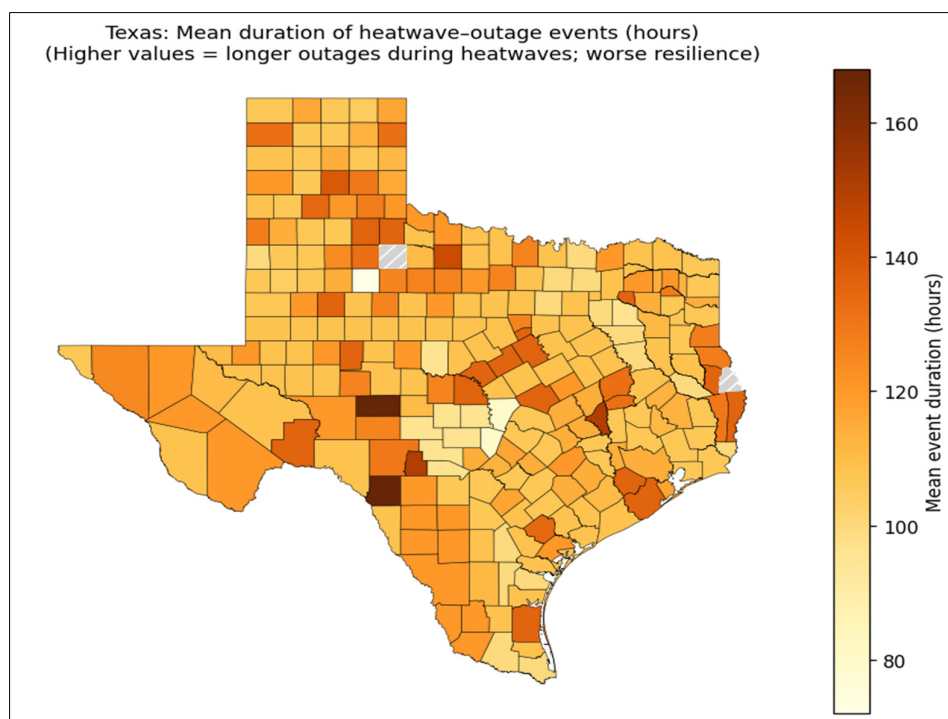 Texas: Mean duration of heatwave–outage events (hours)
(Higher values = longer outages during heatwaves; worse resilience)
160
140
120
100
80
Mean event duration (hours)